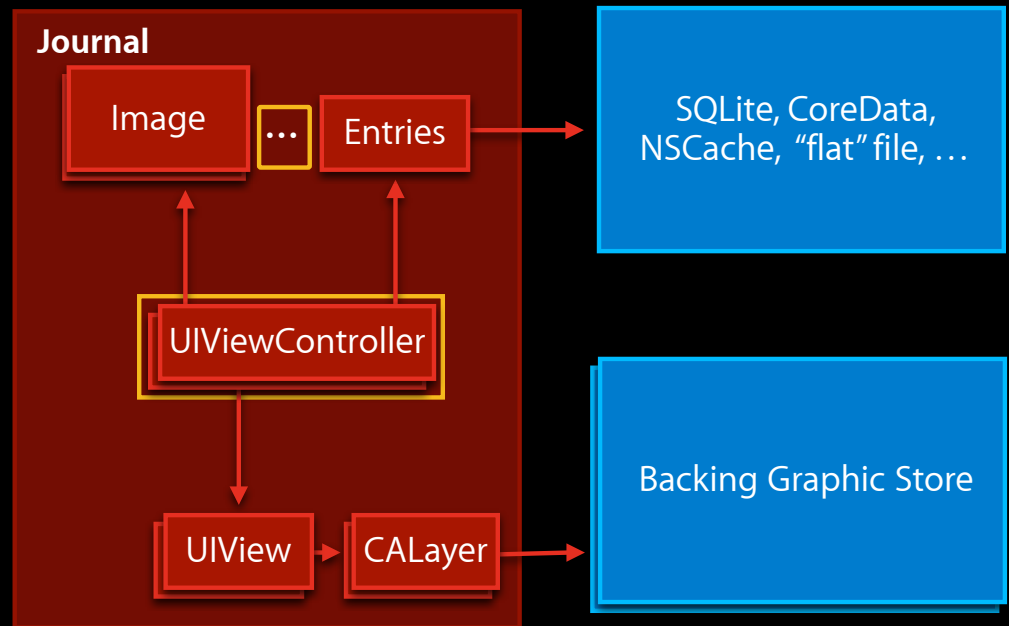 Journal
Image
...
Entries
SQLite, CoreData,
NSCache, “flat” file, ...
UIViewController
UIView
CALayer
Backing Graphic Store